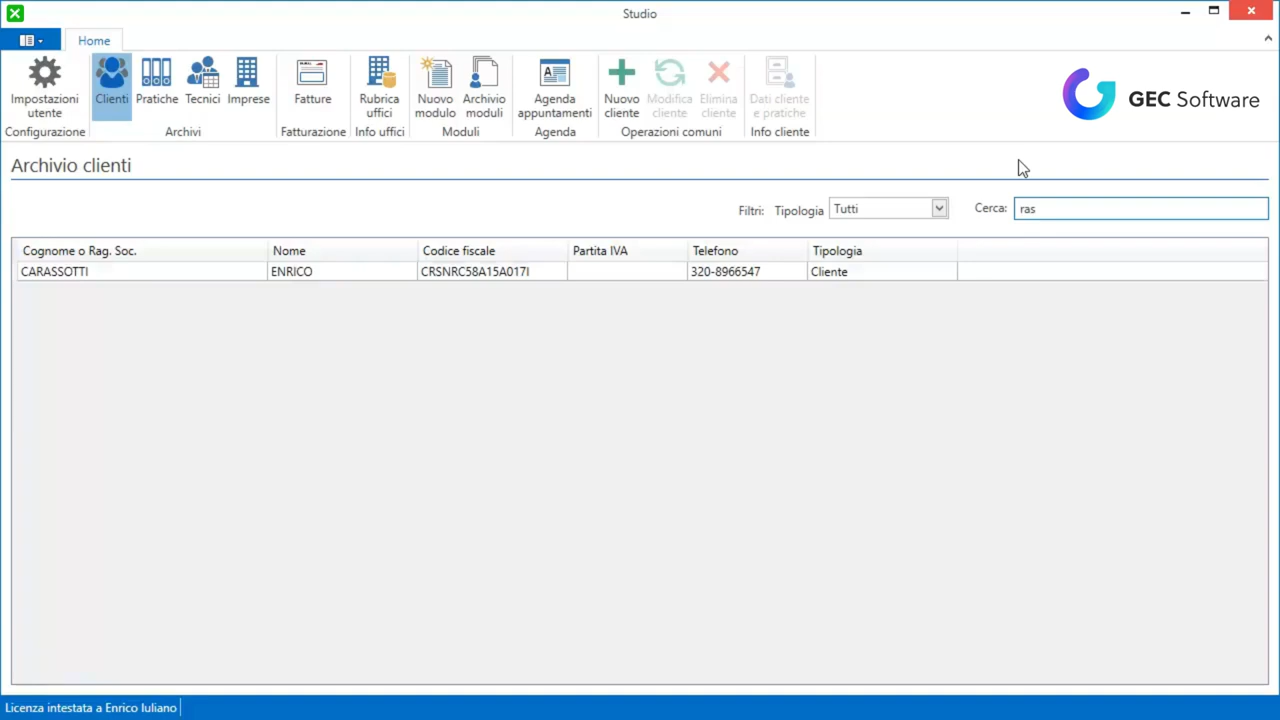 Studio
Home
Impostazioni utente
Clienti
Pratiche
Tecnici
Imprese
Fatture
Rubrica uffici
Nuovo modulo
Archivio moduli
Agenda appuntamenti
Nuovo cliente
Modifica cliente
Elimina cliente
Dati cliente e pratiche
Configurazione
Archivi
Fatturazione
Info uffici
Moduli
Agenda
Operazioni comuni
Info cliente
GEC Software
Archivio clienti
Filtri: Tipologia Tutti Cerca: ras
Cognome o Rag. Soc. Nome Codice fiscale Partita IVA Telefono Tipologia
CARASSOTTI ENRICO CRSNRC58A15A017I 320-8966547 Cliente
Licenza intestata a Enrico Iuliano